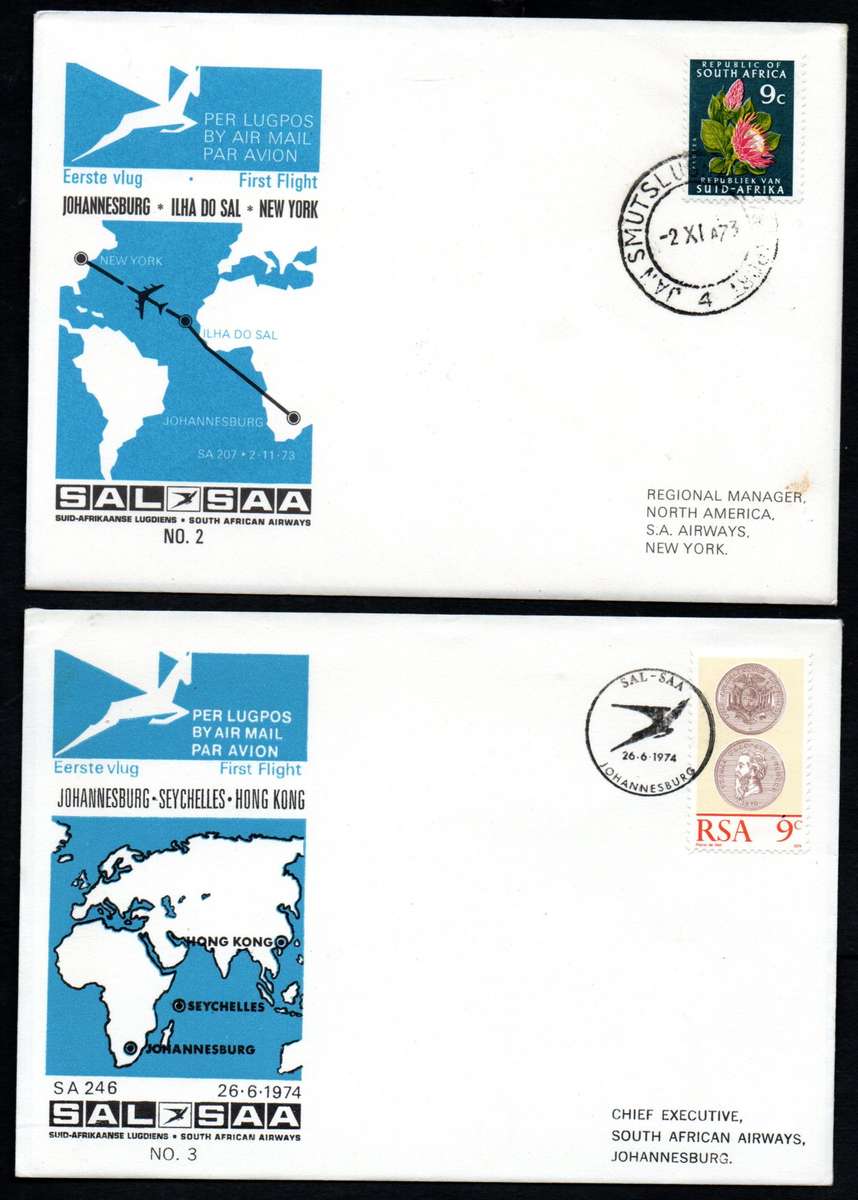 PER LUGPOS
BY AIR MAIL
PAR AVION
Eerste vlug • First Flight
JOHANNESBURG * ILHA DO SAL * NEW YORK
NEW YORK
ILHA DO SAL
JOHANNESBURG
SA 207 • 2-11-73
SAL SAA
SUID-AFRIKAANSE LUGDIENS • SOUTH AFRICAN AIRWAYS
NO. 2
REPUBLIC OF
SOUTH AFRICA
9c
REPUBLIEK VAN
SUID-AFRIKA
JAN SMUTSLU
-2 XI A73
4
REGIONAL MANAGER,
NORTH AMERICA,
S.A. AIRWAYS,
NEW YORK.
PER LUGPOS
BY AIR MAIL
PAR AVION
Eerste vlug First Flight
JOHANNESBURG • SEYCHELLES • HONG KONG
HONG KONG
SEYCHELLES
JOHANNESBURG
SA 246 26·6·1974
SAL SAA
SUID-AFRIKAANSE LUGDIENS • SOUTH AFRICAN AIRWAYS
NO. 3
SAL-SAA
26·6·1974
JOHANNESBURG
RSA 9c
CHIEF EXECUTIVE,
SOUTH AFRICAN AIRWAYS,
JOHANNESBURG.